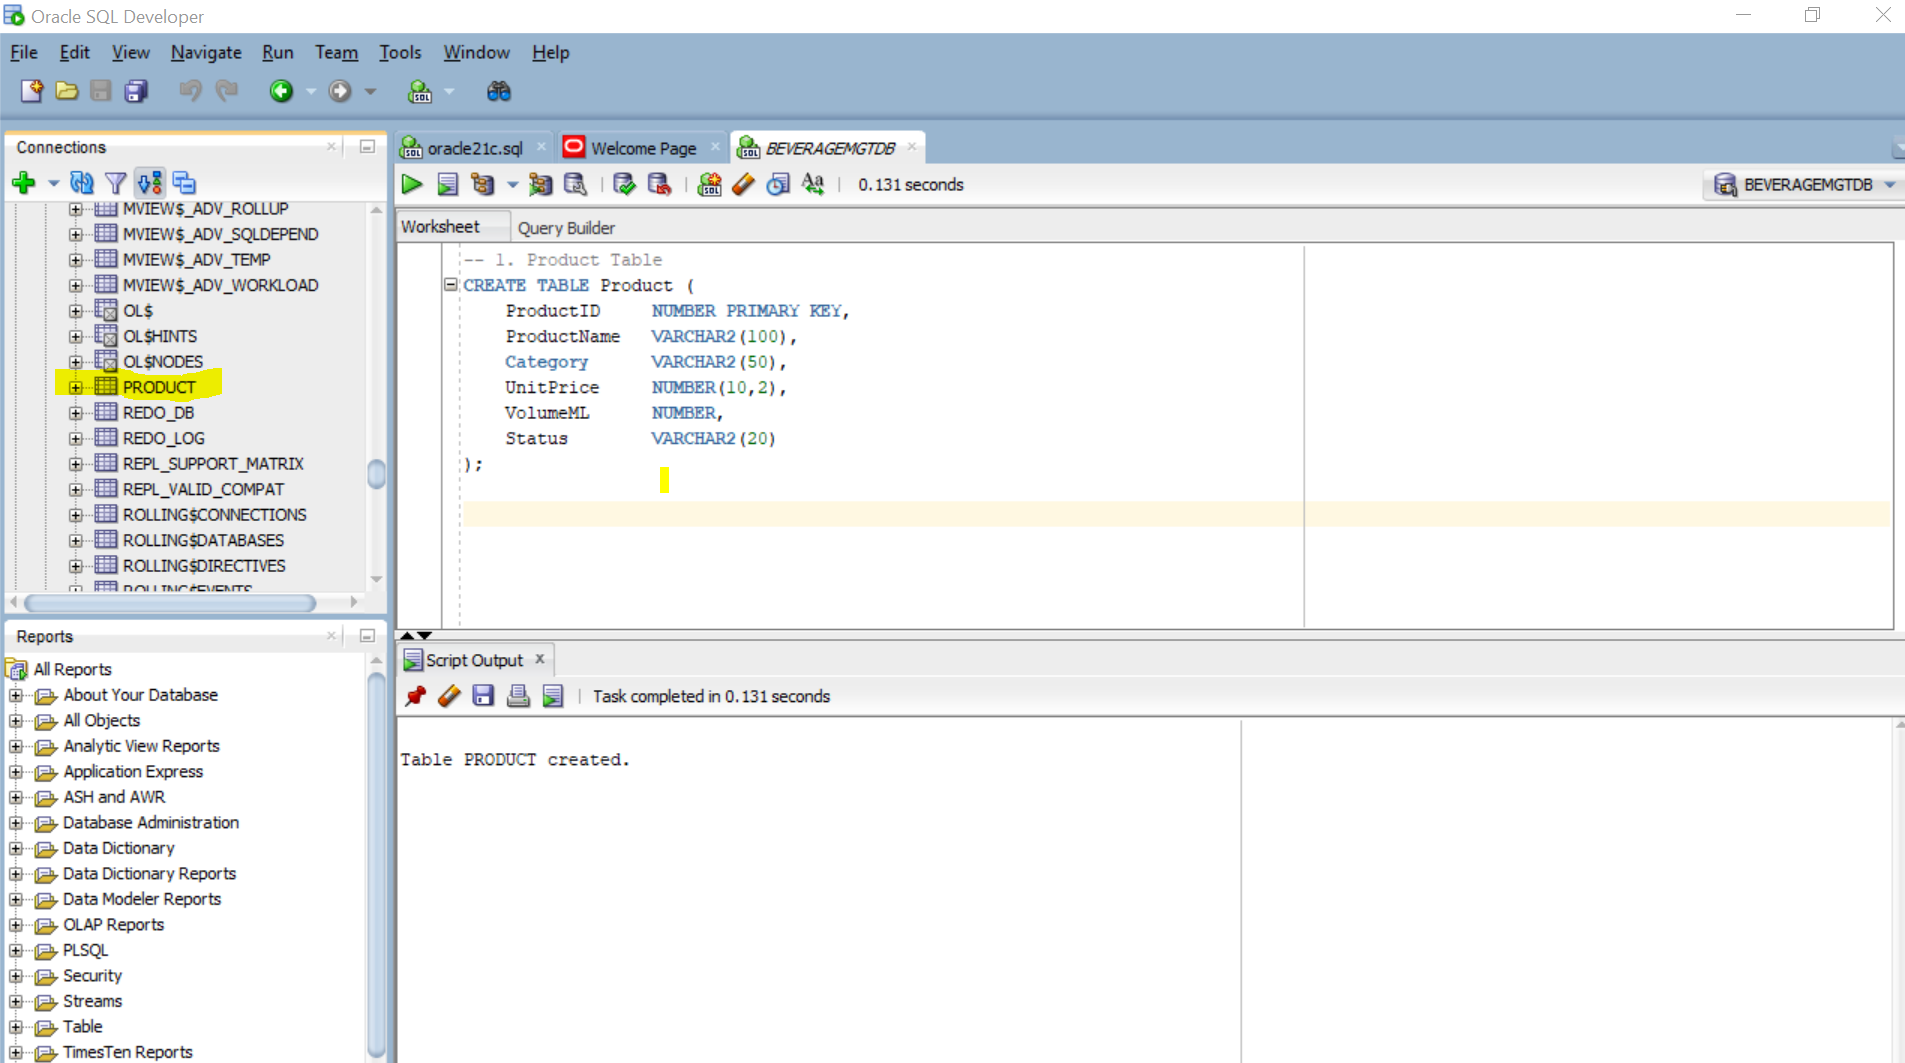 Oracle SQL Developer
File Edit View Navigate Run Team Tools Window Help
Connections
MVIEW$_ADV_ROLLUP
MVIEW$_ADV_SQLDEPEND
MVIEW$_ADV_TEMP
MVIEW$_ADV_WORKLOAD
OL$
OL$HINTS
OL$NODES
PRODUCT
REDO_DB
REDO_LOG
REPL_SUPPORT_MATRIX
REPL_VALID_COMPAT
ROLLING$CONNECTIONS
ROLLING$DATABASES
ROLLING$DIRECTIVES
ROLLING$EVENTS
Reports
All Reports
About Your Database
All Objects
Analytic View Reports
Application Express
ASH and AWR
Database Administration
Data Dictionary
Data Dictionary Reports
Data Modeler Reports
OLAP Reports
PLSQL
Security
Streams
Table
TimesTen Reports
oracle21c.sql Welcome Page BEVERAGEMGTDB
0.131 seconds BEVERAGEMGTDB
Worksheet Query Builder
-- 1. Product Table
CREATE TABLE Product (
ProductID NUMBER PRIMARY KEY,
ProductName VARCHAR2(100),
Category VARCHAR2(50),
UnitPrice NUMBER(10,2),
VolumeML NUMBER,
Status VARCHAR2(20)
);
Script Output
Task completed in 0.131 seconds
Table PRODUCT created.